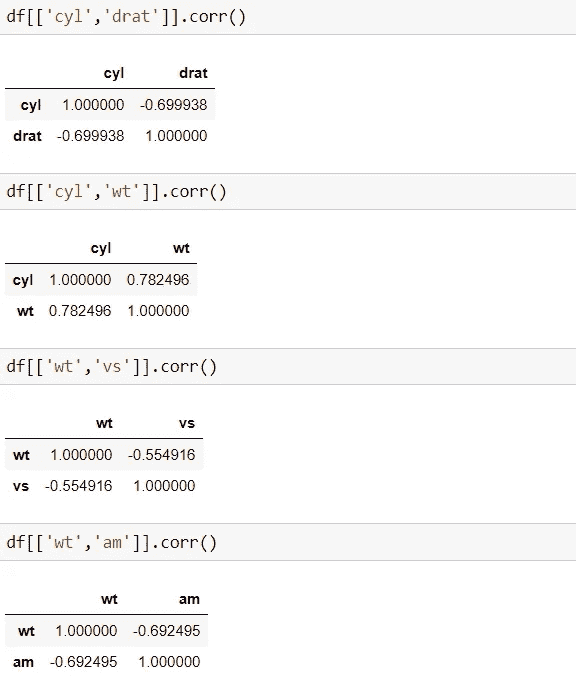 df[['cyl','drat']].corr()
cyl drat
cyl 1.000000 -0.699938
drat -0.699938 1.000000
df[['cyl','wt']].corr()
cyl wt
cyl 1.000000 0.782496
wt 0.782496 1.000000
df[['wt','vs']].corr()
wt vs
wt 1.000000 -0.554916
vs -0.554916 1.000000
df[['wt','am']].corr()
wt am
wt 1.000000 -0.692495
am -0.692495 1.000000